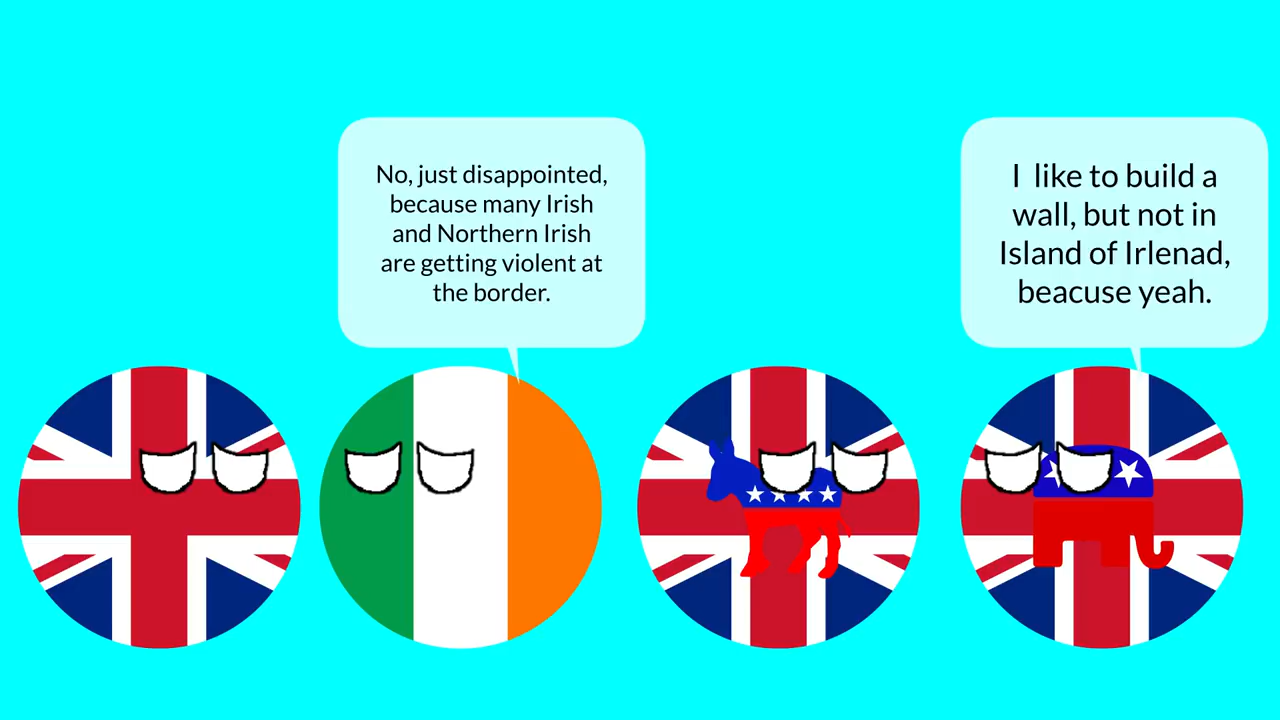 No, just disappointed,
because many Irish
and Northern Irish
are getting violent at
the border.
I  like to build a
wall, but not in
Island of Irlenad,
beacuse yeah.